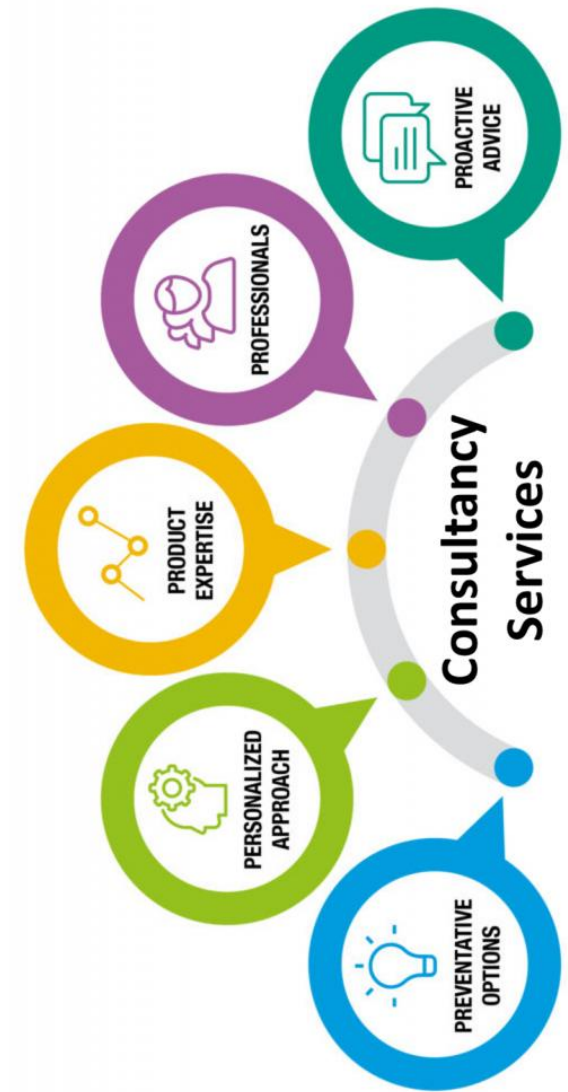 PREVENTATIVE
OPTIONS
PERSONALIZED
APPROACH
PRODUCT
EXPERTISE
PROFESSIONALS
PROACTIVE
ADVICE
Consultancy
Services